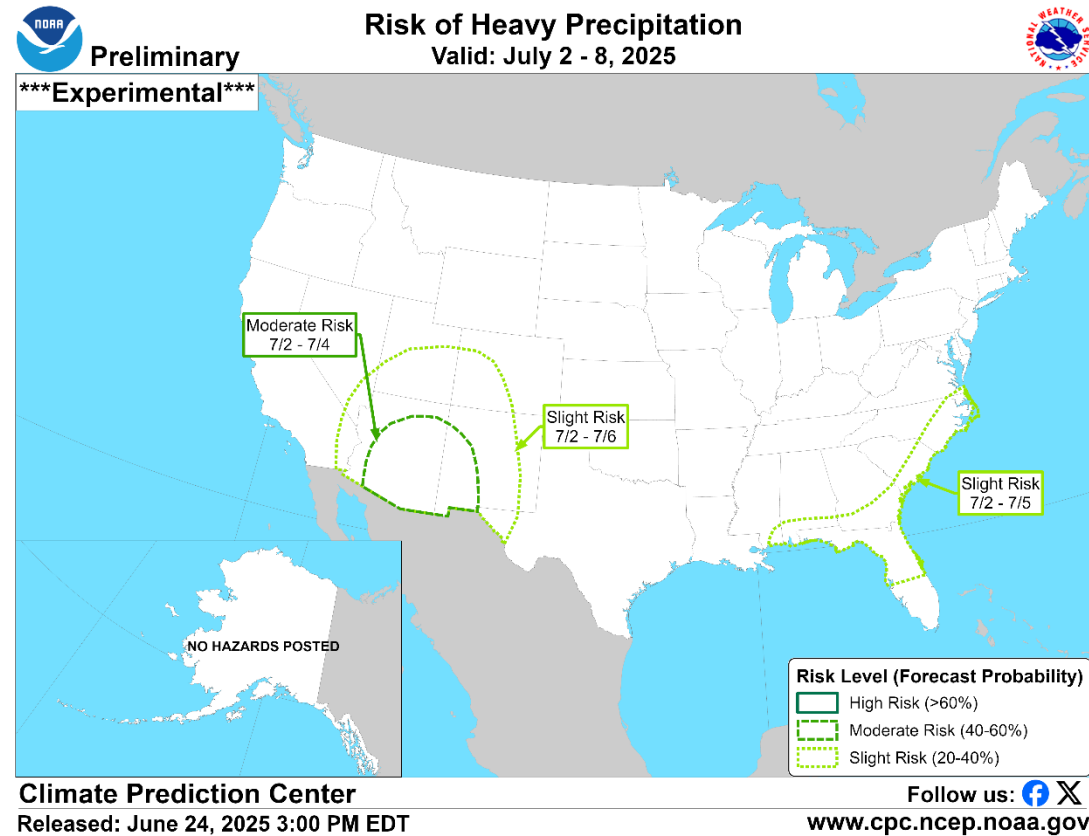 NOAA
Preliminary
Risk of Heavy Precipitation
Valid: July 2 - 8, 2025
NATIONAL WEATHER SERVICE
***Experimental***
Moderate Risk
7/2 - 7/4
Slight Risk
7/2 - 7/6
Slight Risk
7/2 - 7/5
NO HAZARDS POSTED
Risk Level (Forecast Probability)
High Risk (>60%)
Moderate Risk (40-60%)
Slight Risk (20-40%)
Climate Prediction Center
Follow us:
Released: June 24, 2025 3:00 PM EDT
www.cpc.ncep.noaa.gov